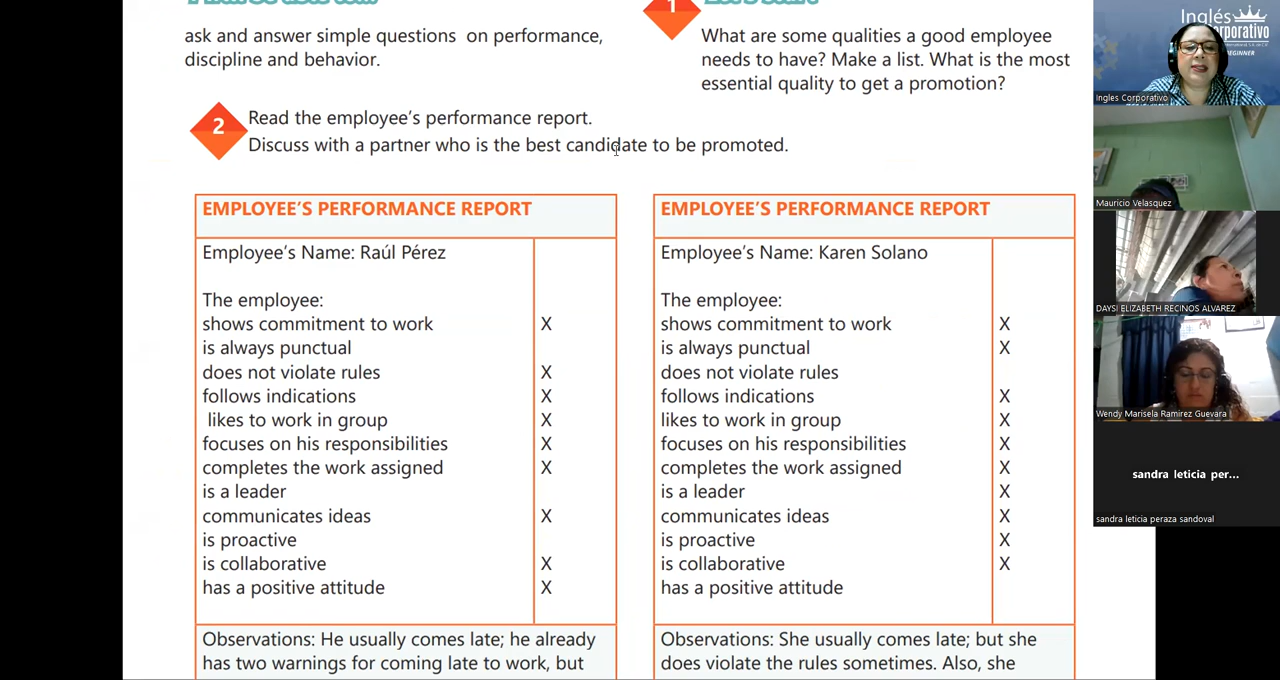 ask and answer simple questions on performance,
discipline and behavior.
1
What are some qualities a good employee
needs to have? Make a list. What is the most
essential quality to get a promotion?
2
Read the employee's performance report.
Discuss with a partner who is the best candidate to be promoted.
EMPLOYEE'S PERFORMANCE REPORT
Employee's Name: Raúl Pérez
The employee:
shows commitment to work X
is always punctual
does not violate rules X
follows indications X
likes to work in group X
focuses on his responsibilities X
completes the work assigned X
is a leader
communicates ideas X
is proactive
is collaborative X
has a positive attitude X
Observations: He usually comes late; he already
has two warnings for coming late to work, but
EMPLOYEE'S PERFORMANCE REPORT
Employee's Name: Karen Solano
The employee:
shows commitment to work X
is always punctual X
does not violate rules
follows indications X
likes to work in group X
focuses on his responsibilities X
completes the work assigned X
is a leader X
communicates ideas X
is proactive X
is collaborative X
has a positive attitude
Observations: She usually comes late; but she
does violate the rules sometimes. Also, she
Inglés
Corporativo
Ingles Corporativo
Mauricio Velasquez
DAYSI ELIZABETH RECINOS ALVAREZ
Wendy Marisela Ramirez Guevara
sandra leticia per...
sandra leticia peraza sandoval